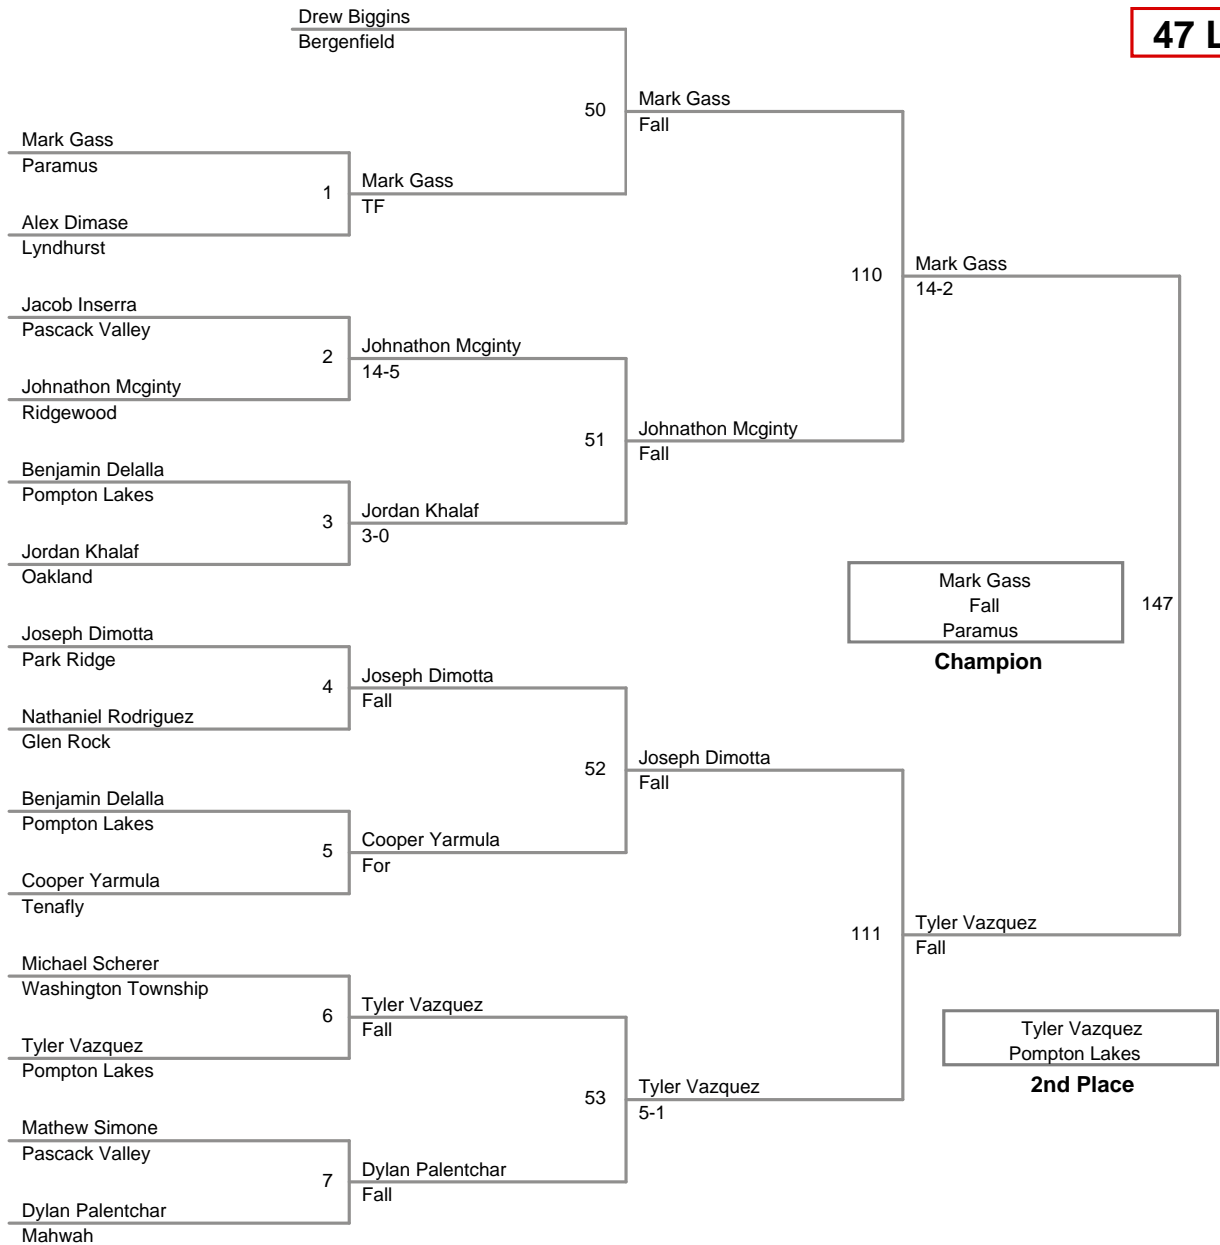 Drew Biggins
Bergenfield
47 L
50
Mark Gass
Fall
Mark Gass
Paramus
1
Mark Gass
TF
Alex Dimase
Lyndhurst
110
Mark Gass
14-2
Jacob Inserra
Pascack Valley
2
Johnathon Mcginty
14-5
Johnathon Mcginty
Ridgewood
51
Johnathon Mcginty
Fall
Benjamin Delalla
Pompton Lakes
3
Jordan Khalaf
3-0
Jordan Khalaf
Oakland
Mark Gass
Fall
Paramus
Champion
147
Joseph Dimotta
Park Ridge
4
Joseph Dimotta
Fall
Nathaniel Rodriguez
Glen Rock
52
Joseph Dimotta
Fall
Benjamin Delalla
Pompton Lakes
5
Cooper Yarmula
For
Cooper Yarmula
Tenafly
111
Tyler Vazquez
Fall
Michael Scherer
Washington Township
6
Tyler Vazquez
Fall
Tyler Vazquez
Pompton Lakes
Tyler Vazquez
Pompton Lakes
2nd Place
53
Tyler Vazquez
5-1
Mathew Simone
Pascack Valley
7
Dylan Palentchar
Fall
Dylan Palentchar
Mahwah